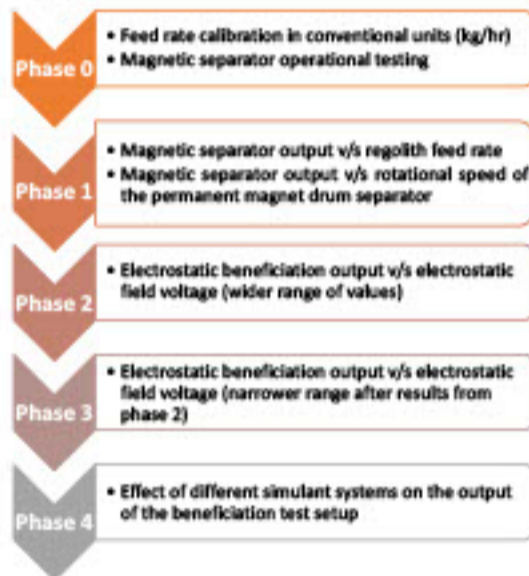 Phase 0
• Feed rate calibration in conventional units (kg/hr)
• Magnetic separator operational testing
Phase 1
• Magnetic separator output v/s regolith feed rate
• Magnetic separator output v/s rotational speed of
the permanent magnet drum separator
Phase 2
• Electrostatic beneficiation output v/s electrostatic
field voltage (wider range of values)
Phase 3
• Electrostatic beneficiation output v/s electrostatic
field voltage (narrower range after results from
phase 2)
Phase 4
• Effect of different simulant systems on the output
of the beneficiation test setup